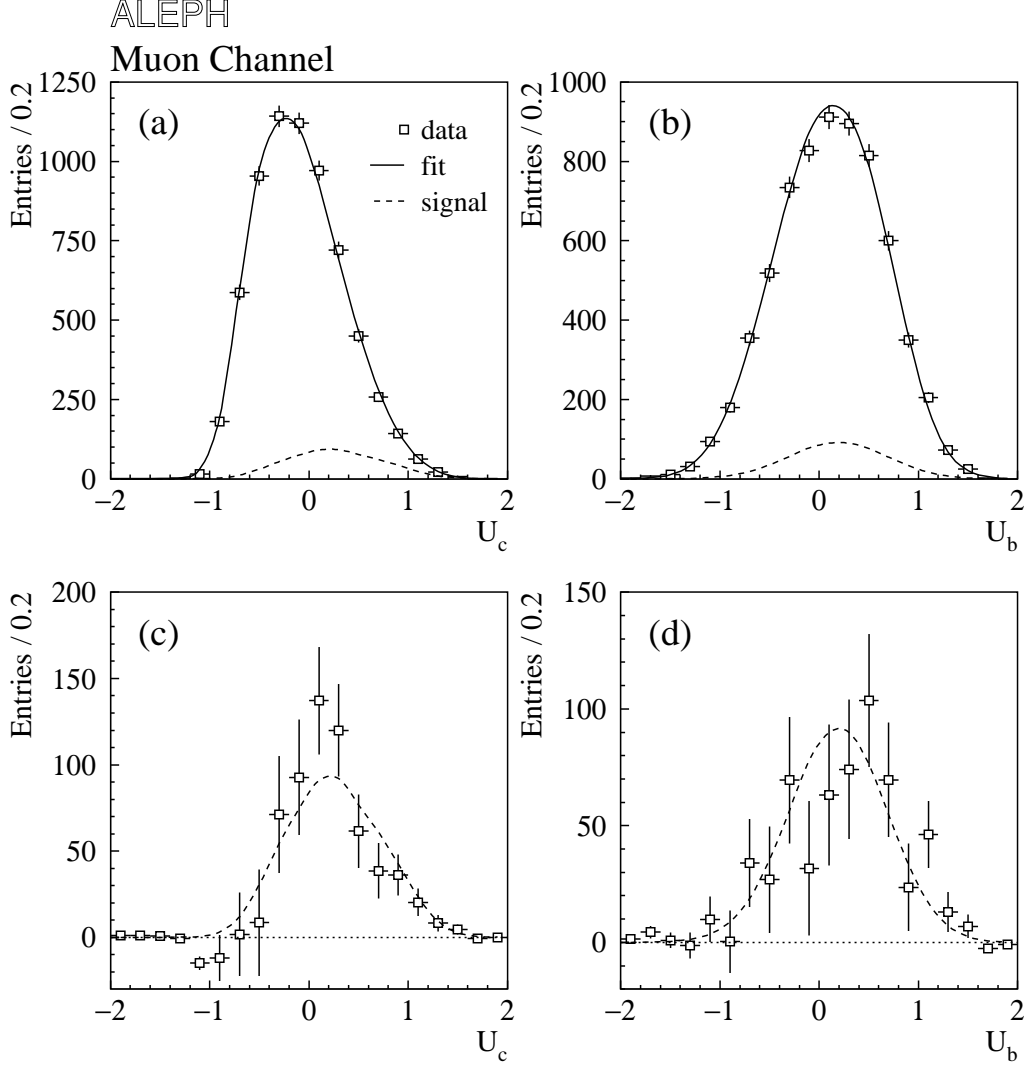 ALEPH
Muon Channel
Entries / 0.2
1250
1000
750
500
250
0
(a)
data
fit
signal
−2
−1
0
1
2
U_c
Entries / 0.2
1000
800
600
400
200
0
(b)
−2
−1
0
1
2
U_b
Entries / 0.2
200
150
100
50
0
(c)
−2
−1
0
1
2
U_c
Entries / 0.2
150
100
50
0
(d)
−2
−1
0
1
2
U_b